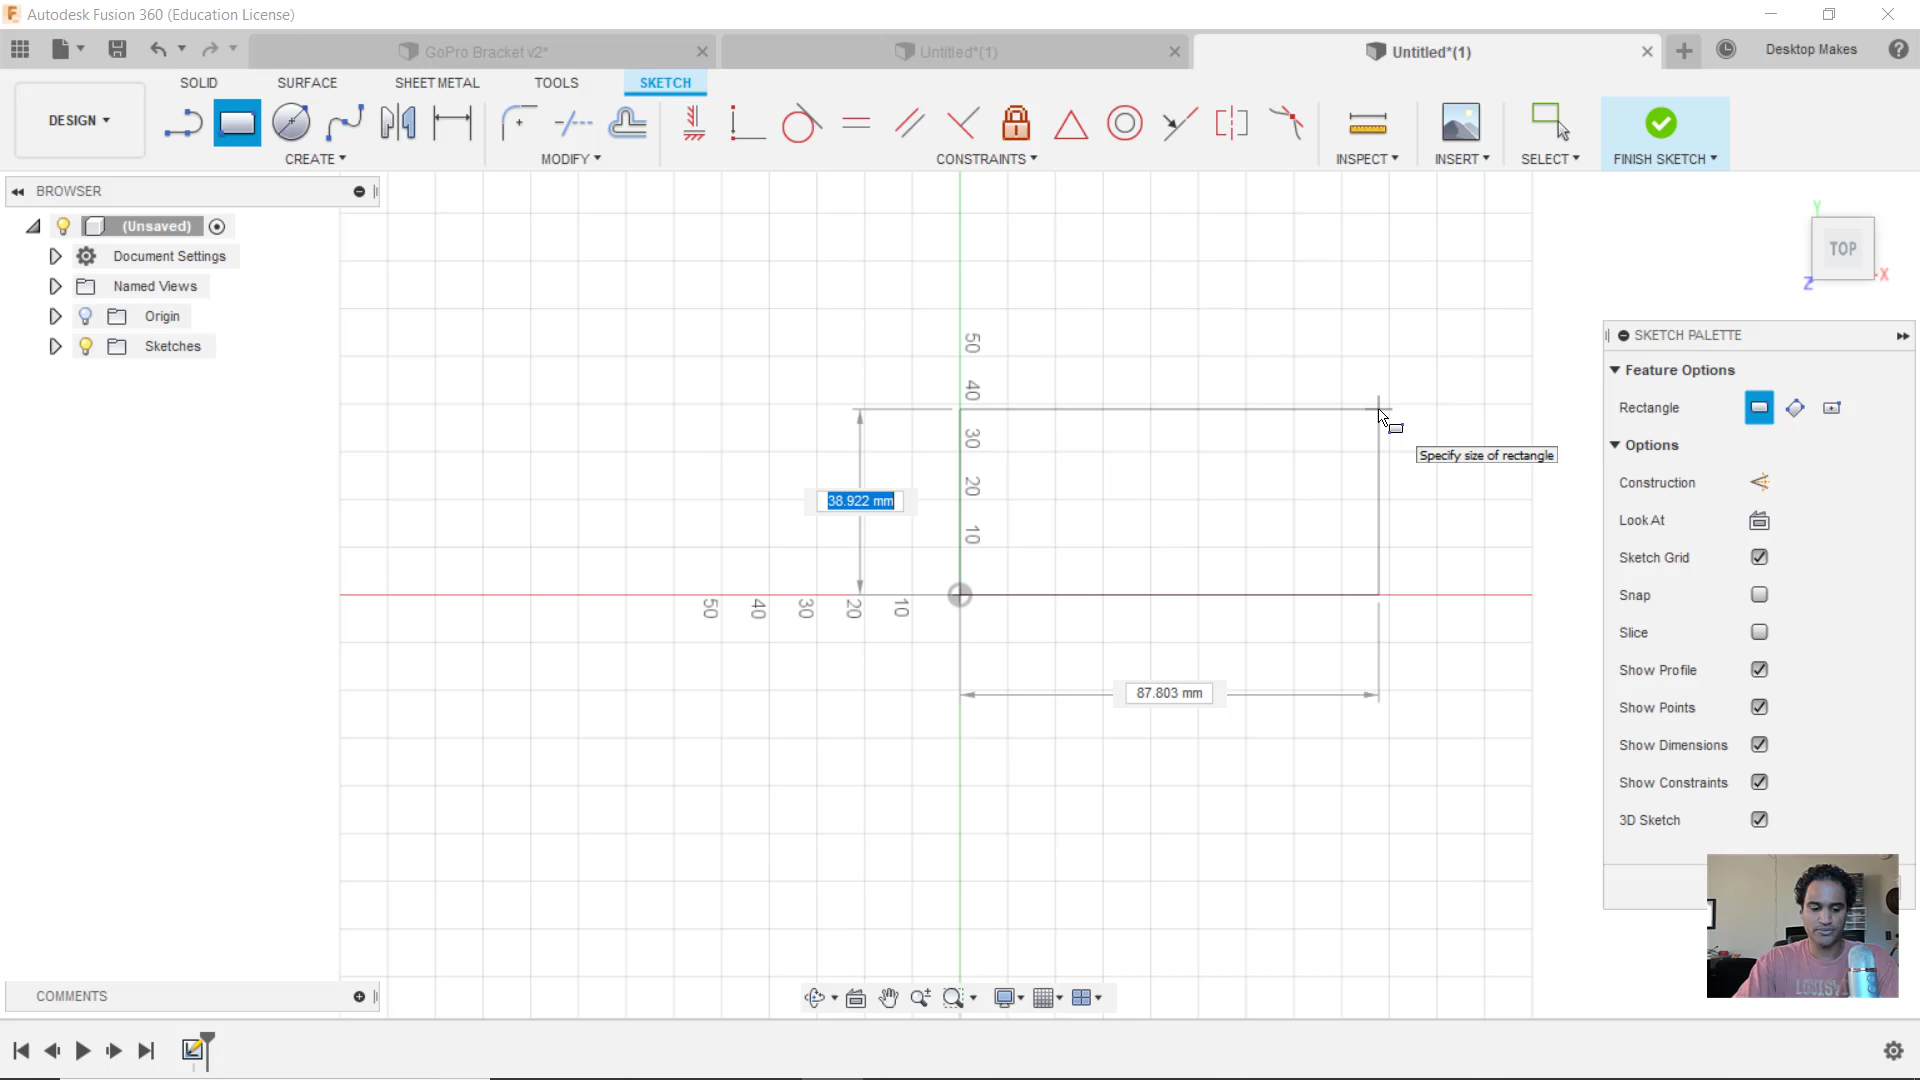 Autodesk Fusion 360 (Education License)
GoPro Bracket v2*
Untitled*(1)
Untitled*(1)
Desktop Makes
DESIGN
SOLID
SURFACE
SHEET METAL
TOOLS
SKETCH
CREATE
MODIFY
CONSTRAINTS
INSPECT
INSERT
SELECT
FINISH SKETCH
BROWSER
(Unsaved)
Document Settings
Named Views
Origin
Sketches
TOP
Y
X
Z
50
40
30
20
10
50
40
30
20
10
38.922 mm
87.803 mm
Specify size of rectangle
SKETCH PALETTE
Feature Options
Rectangle
Options
Construction
Look At
Sketch Grid
Snap
Slice
Show Profile
Show Points
Show Dimensions
Show Constraints
3D Sketch
COMMENTS